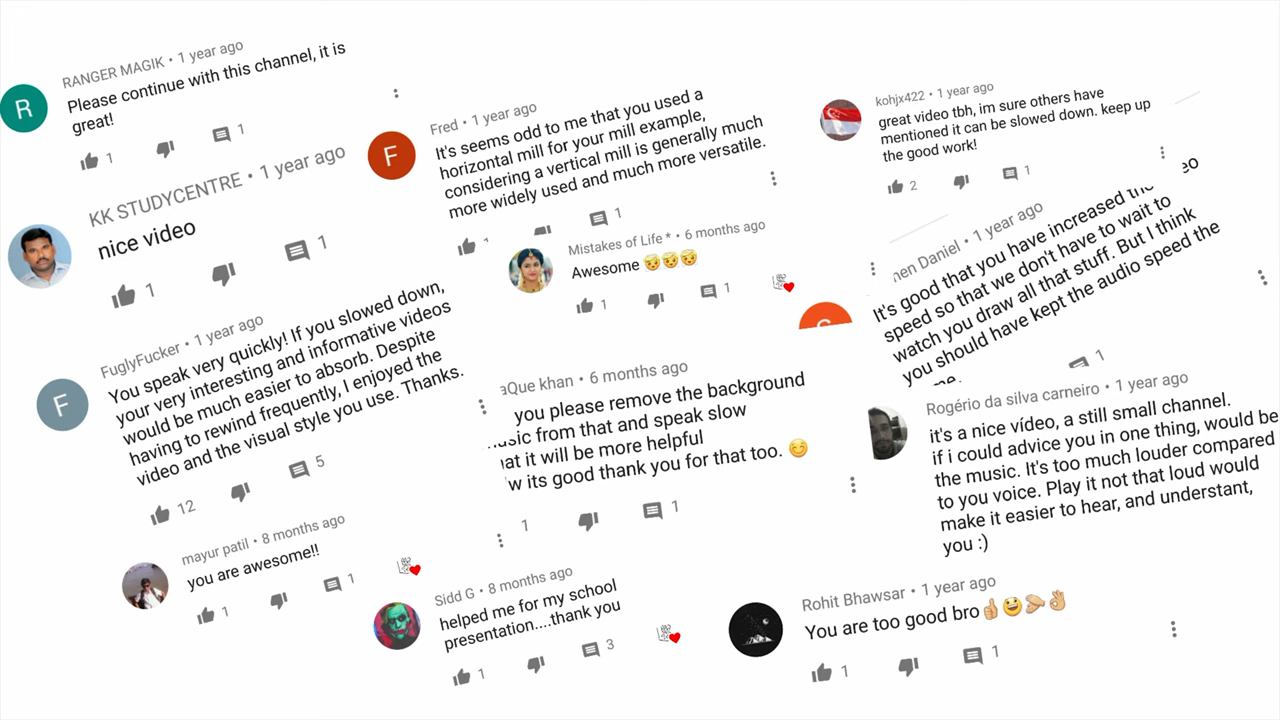 RANGER MAGIK • 1 year ago
Please continue with this channel, it is
great!
R
1
1
KK STUDYCENTRE • 1 year ago
nice video
1
1
FuglyFucker • 1 year ago
You speak very quickly! If you slowed down,
your very interesting and informative videos
would be much easier to absorb. Despite
having to rewind frequently, I enjoyed the
video and the visual style you use. Thanks.
F
12
5
mayur patil • 8 months ago
you are awesome!!
1
1
Fred • 1 year ago
It's seems odd to me that you used a
horizontal mill for your mill example,
considering a vertical mill is generally much
more widely used and much more versatile.
F
1
Mistakes of Life * • 6 months ago
Awesome 😇😇😇
1
1
aQue khan • 6 months ago
you please remove the background
from that and speak slow
it will be more helpful
its good thank you for that too. 😊
1
1
Sidd G • 8 months ago
helped me for my school
presentation....thank you
1
3
kohjx422 • 1 year ago
great video tbh, im sure others have
mentioned it can be slowed down. keep up
the good work!
2
1
Daniel • 1 year ago
It's good that you have increased the
speed so that we don't have to wait to
watch you draw all that stuff. But I think
you should have kept the audio speed the
1
Rogério da silva carneiro • 1 year ago
it's a nice vídeo, a still small channel.
if i could advice you in one thing, would be
the music. It's too much louder compared
to you voice. Play it not that loud would
make it easier to hear, and understant,
you :)
Rohit Bhawsar • 1 year ago
You are too good bro👍😃🫴👌
1
1